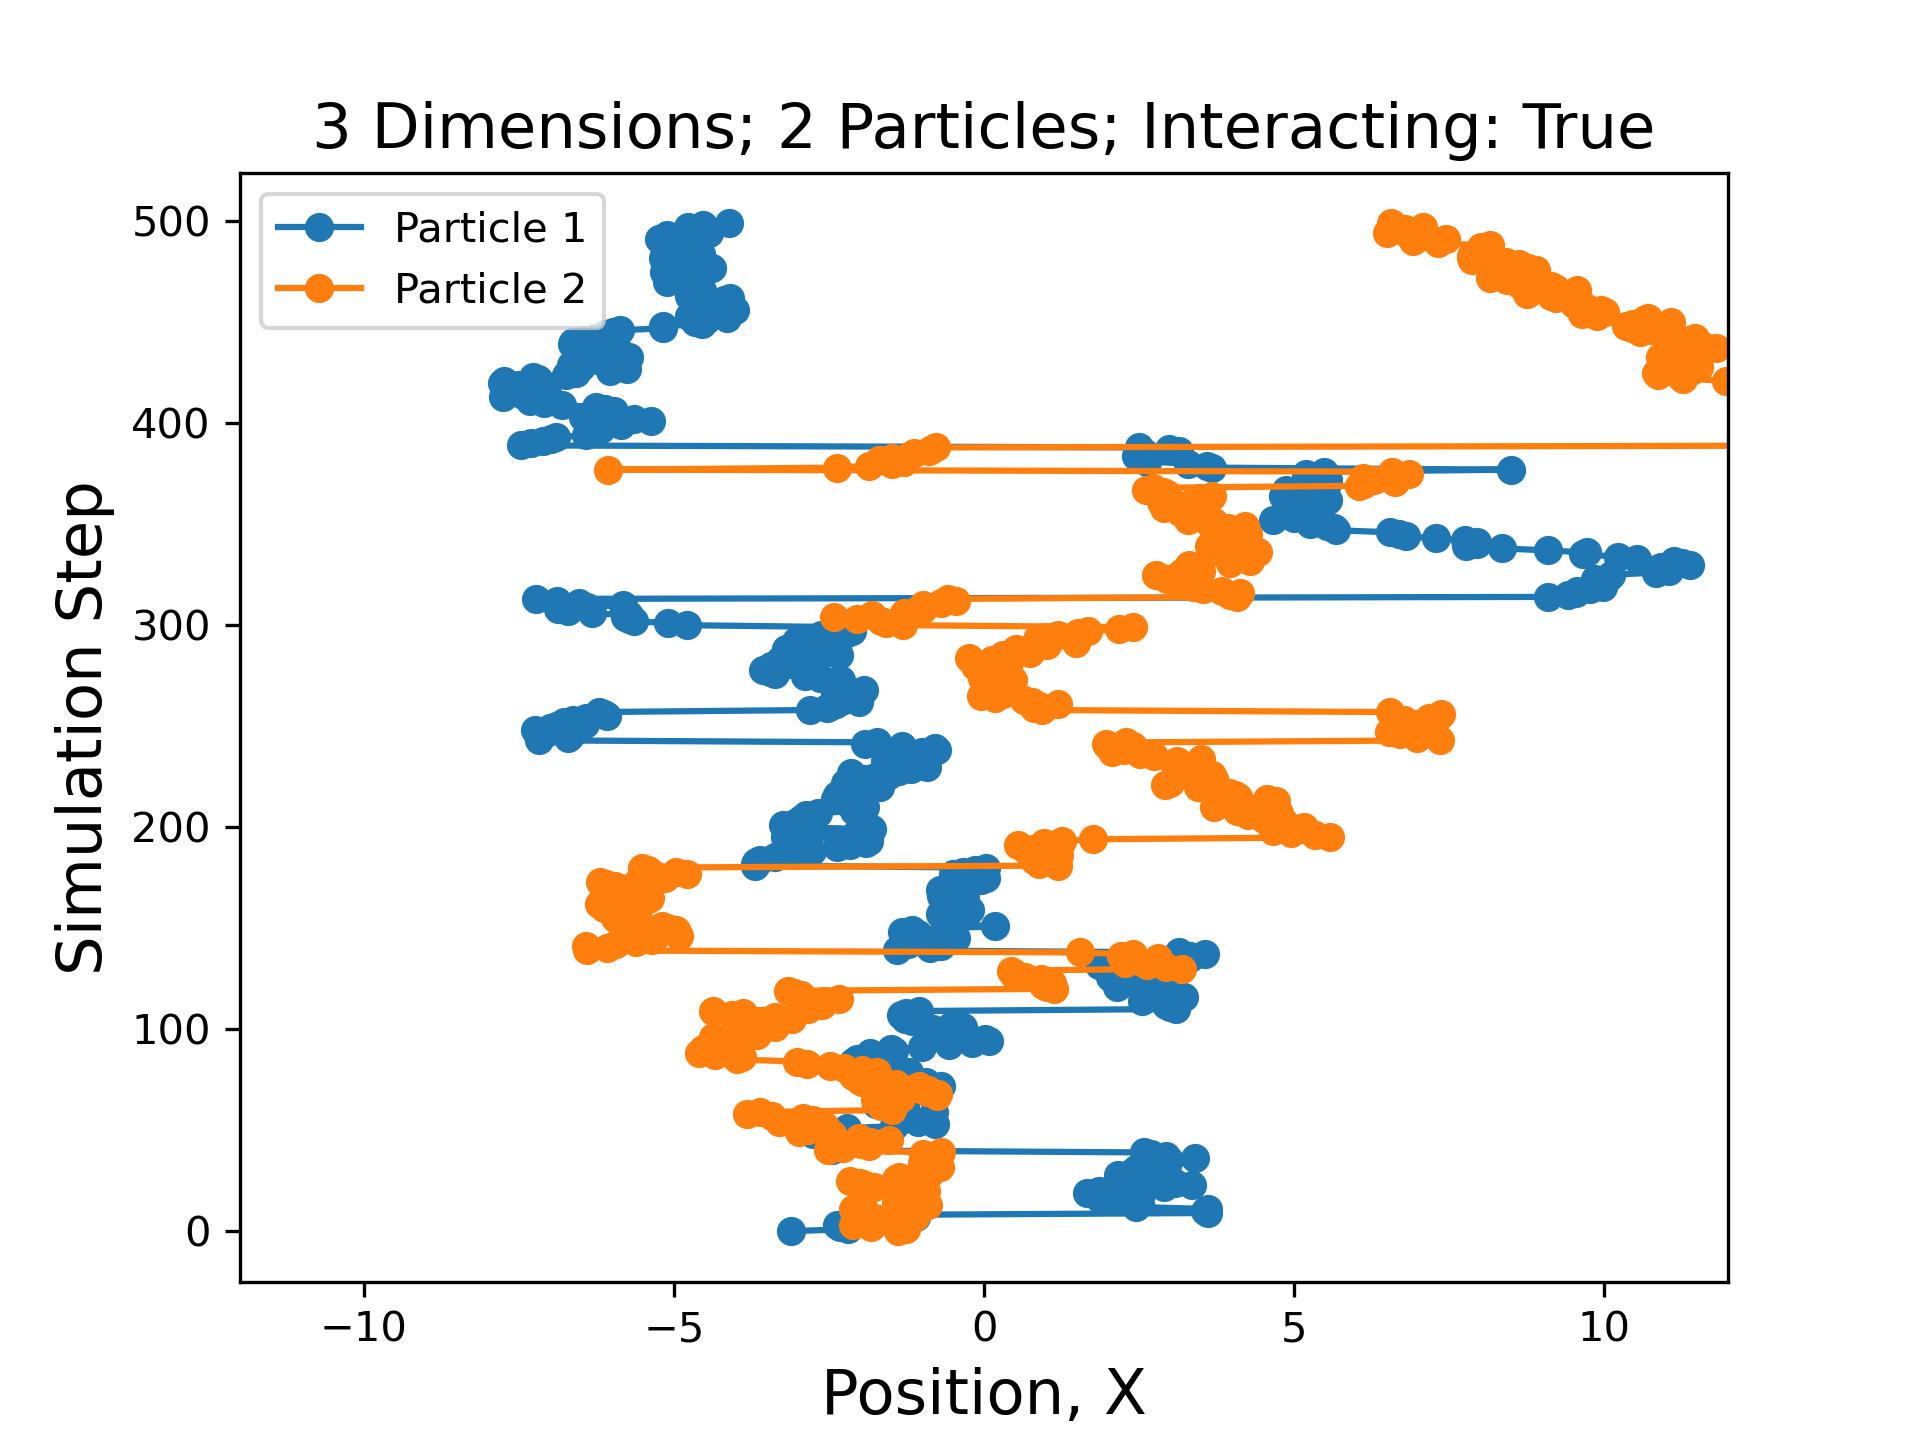 3 Dimensions; 2 Particles; Interacting: True
Particle 1
Particle 2
Simulation Step
500
400
300
200
100
0
−10
−5
0
5
10
Position, X